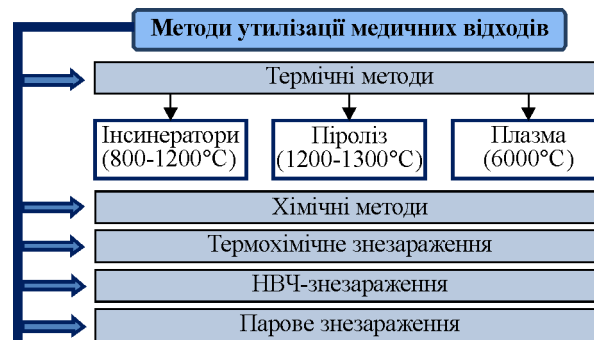 Методи утилізації медичних відходів
Термічні методи
Інсинератори
(800-1200°С)
Піроліз
(1200-1300°С)
Плазма
(6000°С)
Хімічні методи
Термохімічне знезараження
НВЧ-знезараження
Парове знезараження